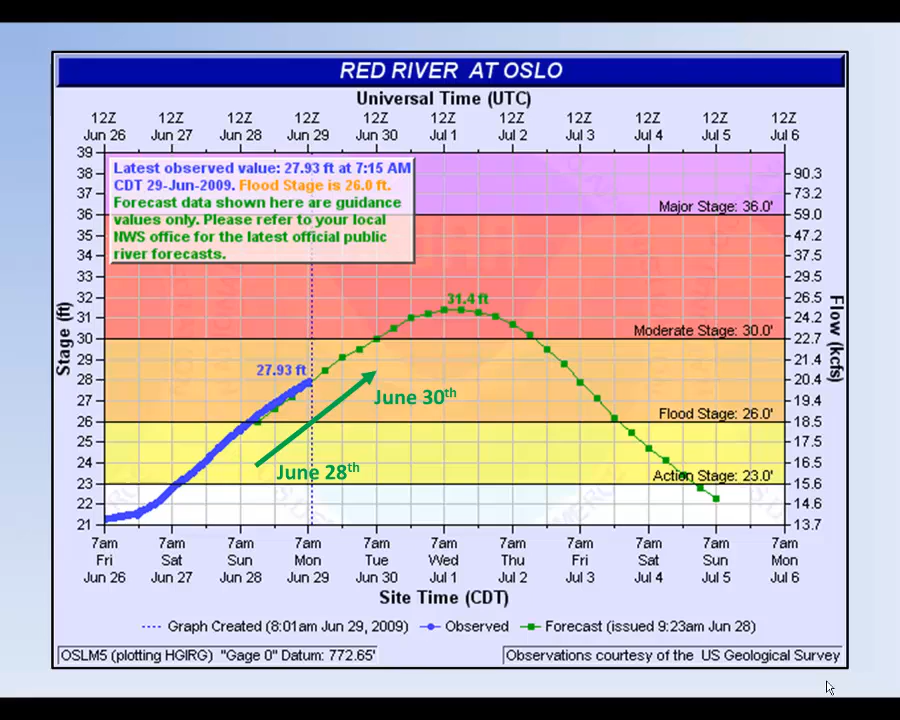 RED RIVER  AT OSLO
Universal Time (UTC)
12Z 12Z 12Z 12Z 12Z 12Z 12Z 12Z 12Z 12Z 12Z
Jun 26 Jun 27 Jun 28 Jun 29 Jun 30 Jul 1 Jul 2 Jul 3 Jul 4 Jul 5 Jul 6
Latest observed value: 27.93 ft at 7:15 AM
CDT 29-Jun-2009. Flood Stage is 26.0 ft.
Forecast data shown here are guidance
values only. Please refer to your local
NWS office for the latest official public
river forecasts.
Stage (ft)
39
38
37
36
35
34
33
32
31
30
29
28
27
26
25
24
23
22
21
Major Stage: 36.0'
31.4 ft
Moderate Stage: 30.0'
27.93 ft
June 30th
Flood Stage: 26.0'
June 28th
Action Stage: 23.0'
90.3
73.2
59.0
47.2
37.5
29.5
26.5
24.2
22.7
21.4
20.4
19.4
18.5
17.5
16.5
15.6
14.6
13.7
Flow (kcfs)
7am 7am 7am 7am 7am 7am 7am 7am 7am 7am 7am
Fri Sat Sun Mon Tue Wed Thu Fri Sat Sun Mon
Jun 26 Jun 27 Jun 28 Jun 29 Jun 30 Jul 1 Jul 2 Jul 3 Jul 4 Jul 5 Jul 6
Site Time (CDT)
Graph Created (8:01am Jun 29, 2009) Observed Forecast (issued 9:23am Jun 28)
OSLM5 (plotting HGIRG)  "Gage 0" Datum: 772.65'
Observations courtesy of the  US Geological Survey